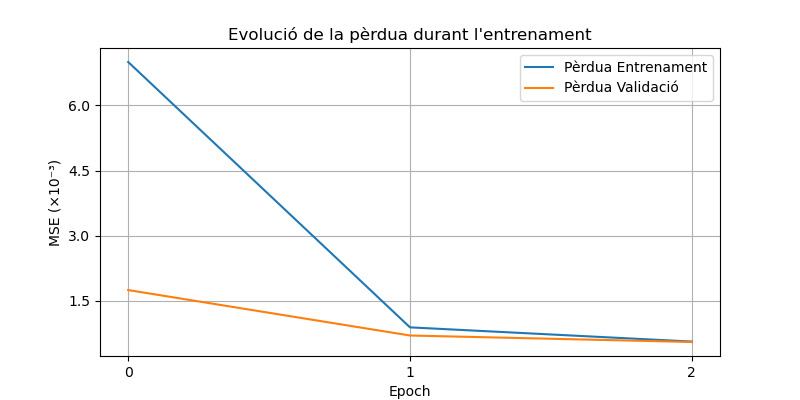 Evolució de la pèrdua durant l'entrenament
Pèrdua Entrenament
Pèrdua Validació
MSE (×10⁻³)
6.0
4.5
3.0
1.5
0 1 2
Epoch